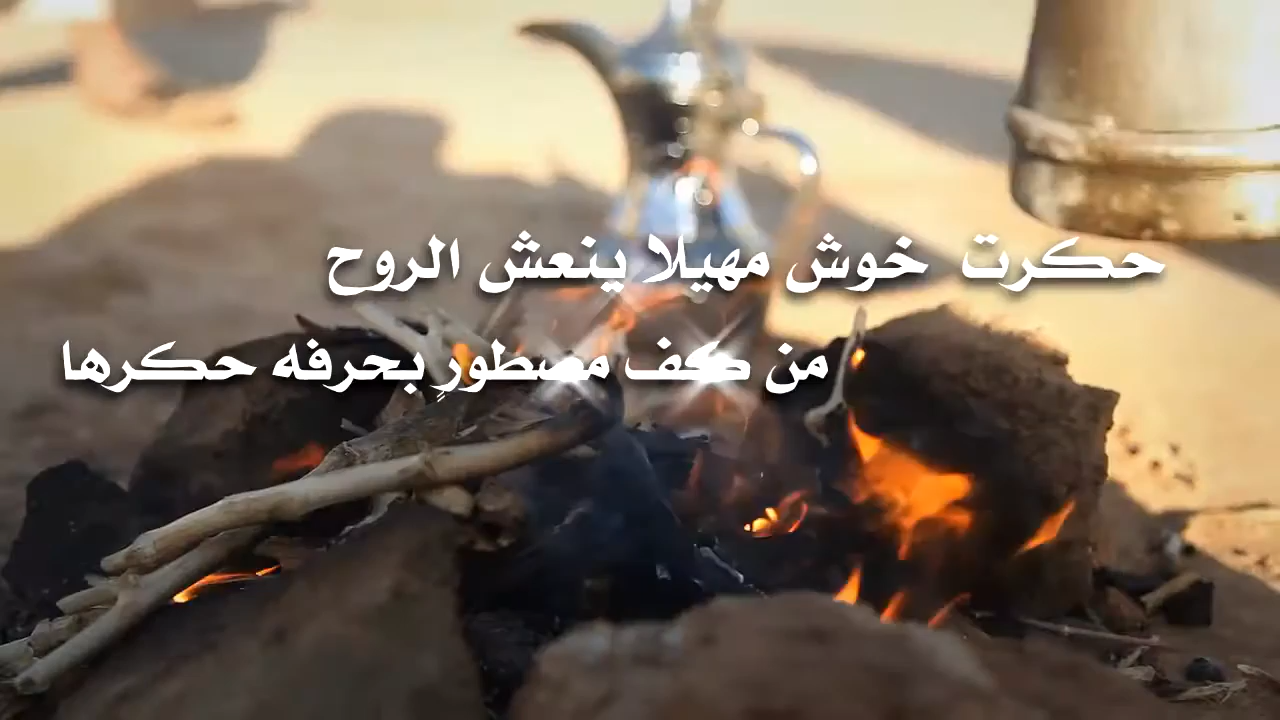 حكرت خوش مهيلا ينعش الروح
من كف مصطورٍ بحرفه حكرها